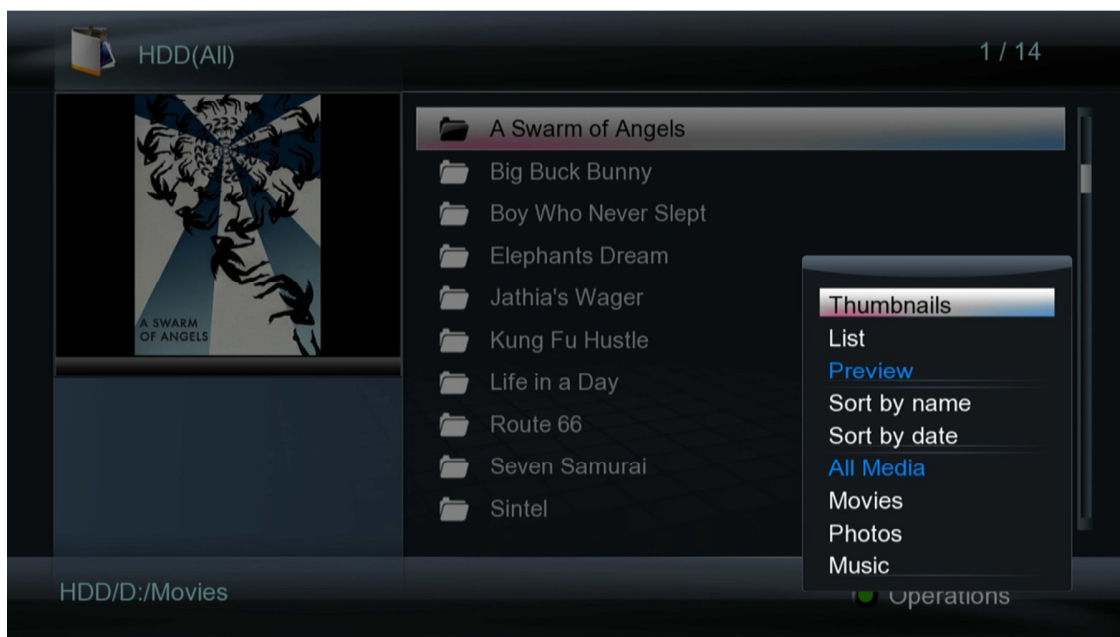 HDD(All)
1 / 14
A SWARM
OF ANGELS
A Swarm of Angels
Big Buck Bunny
Boy Who Never Slept
Elephants Dream
Jathia's Wager
Kung Fu Hustle
Life in a Day
Route 66
Seven Samurai
Sintel
Thumbnails
List
Preview
Sort by name
Sort by date
All Media
Movies
Photos
Music
HDD/D:/Movies
Operations